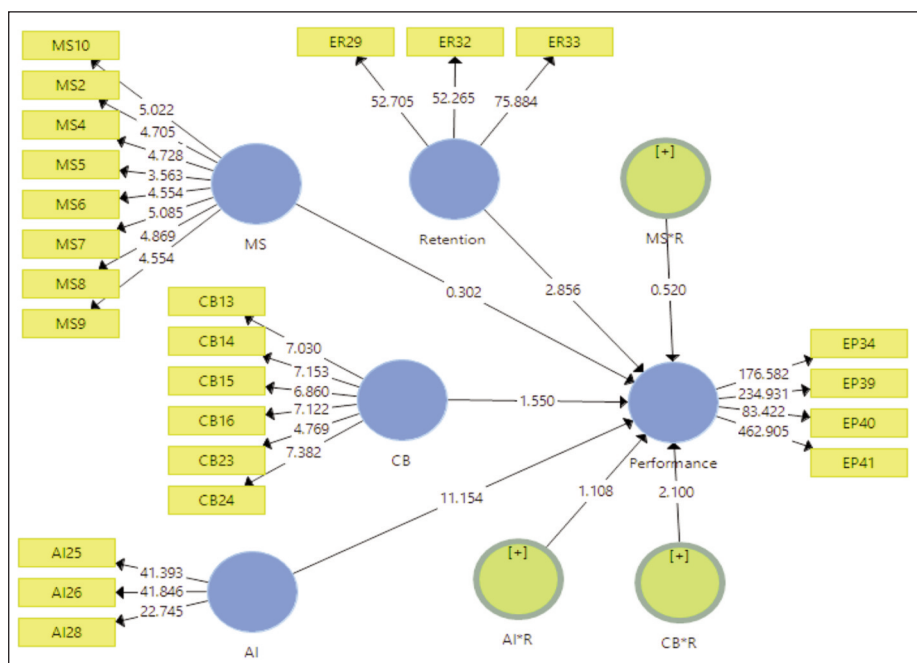 MS10
MS2
MS4
MS5
MS6
MS7
MS8
MS9
5.022
4.705
4.728
3.563
4.554
5.085
4.869
4.554
MS
ER29
ER32
ER33
52.705
52.265
75.884
Retention
[+]
MS*R
0.302
2.856
0.520
CB13
CB14
CB15
CB16
CB23
CB24
7.030
7.153
6.860
7.122
4.769
7.382
CB
1.550
Performance
176.582
234.931
83.422
462.905
EP34
EP39
EP40
EP41
11.154
1.108
2.100
AI25
AI26
AI28
41.393
41.846
22.745
AI
[+]
AI*R
[+]
CB*R